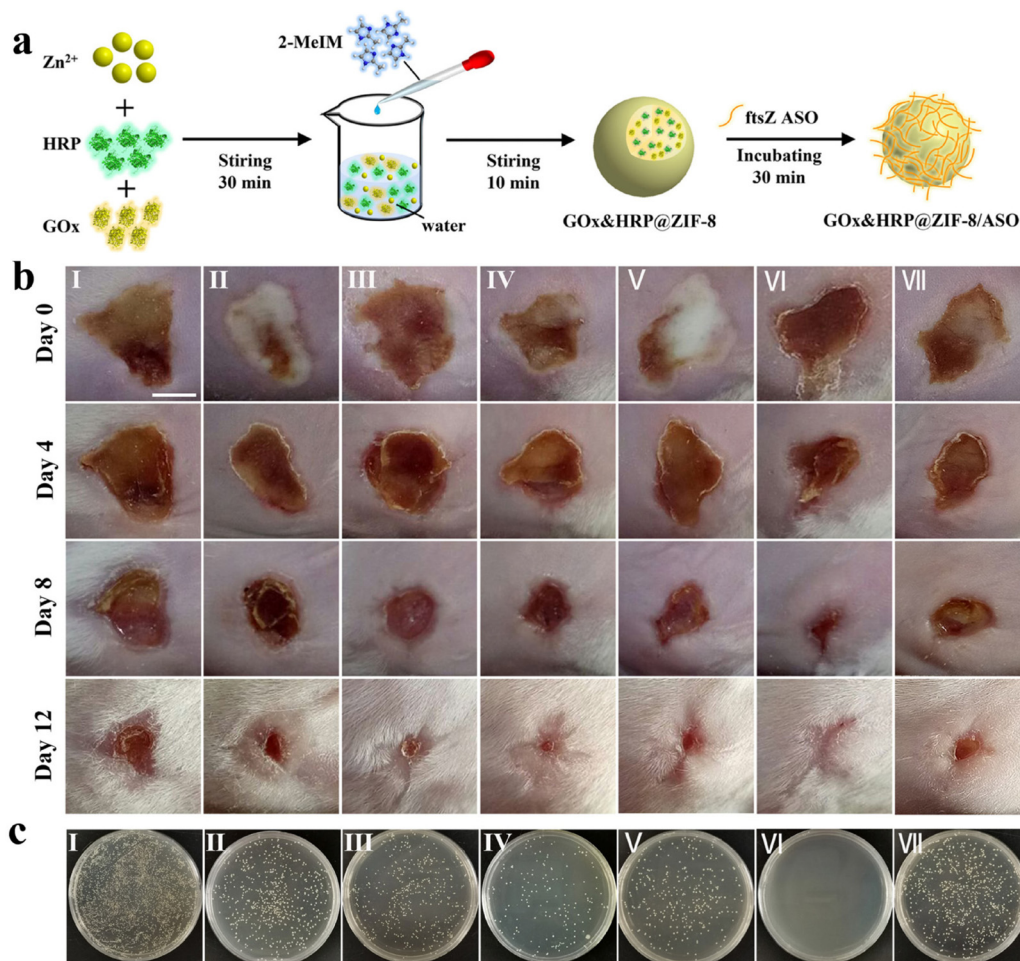 a
Zn²⁺
+
HRP
+
GOx
Stiring
30 min
2-MeIM
water
Stiring
10 min
GOx&HRP@ZIF-8
ftsZ ASO
Incubating
30 min
GOx&HRP@ZIF-8/ASO
b
I II III IV V VI VII
Day 0
Day 4
Day 8
Day 12
c
I II III IV V VI VII